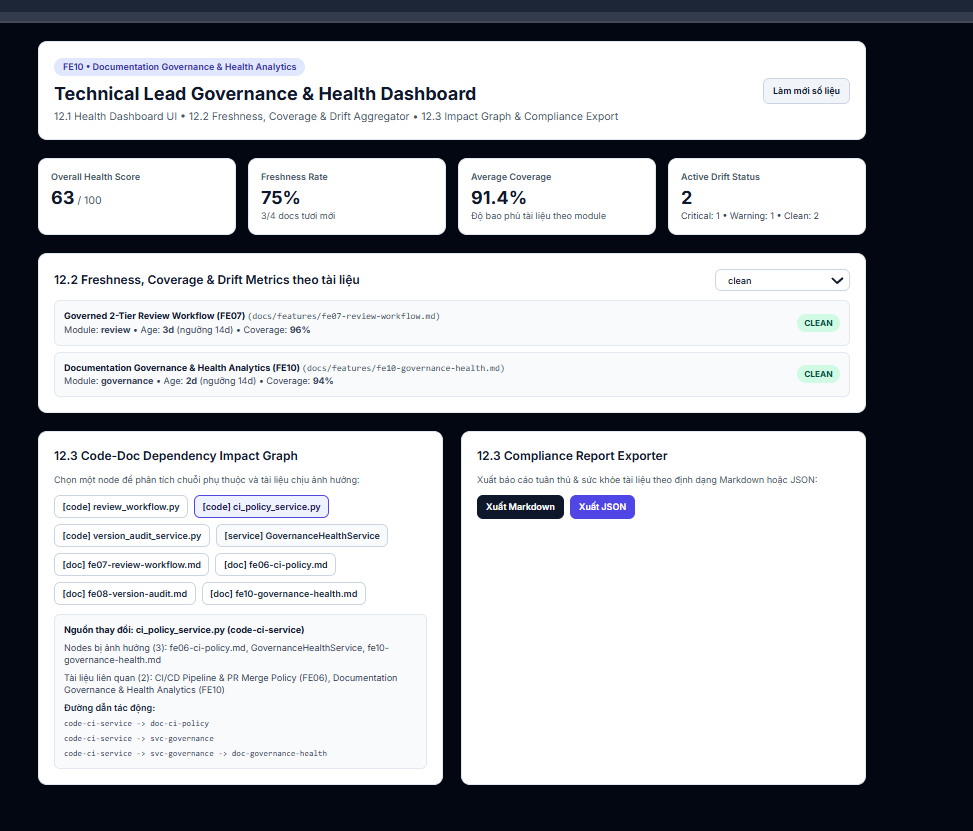 FE10 • Documentation Governance & Health Analytics
Technical Lead Governance & Health Dashboard
12.1 Health Dashboard UI • 12.2 Freshness, Coverage & Drift Aggregator • 12.3 Impact Graph & Compliance Export
Làm mới số liệu
Overall Health Score
63 / 100
Freshness Rate
75%
3/4 docs tươi mới
Average Coverage
91.4%
Độ bao phủ tài liệu theo module
Active Drift Status
2
Critical: 1 • Warning: 1 • Clean: 2
12.2 Freshness, Coverage & Drift Metrics theo tài liệu
clean
Governed 2-Tier Review Workflow (FE07) (docs/features/fe07-review-workflow.md)
Module: review • Age: 3d (ngưỡng 14d) • Coverage: 96%
CLEAN
Documentation Governance & Health Analytics (FE10) (docs/features/fe10-governance-health.md)
Module: governance • Age: 2d (ngưỡng 14d) • Coverage: 94%
CLEAN
12.3 Code-Doc Dependency Impact Graph
Chọn một node để phân tích chuỗi phụ thuộc và tài liệu chịu ảnh hưởng:
[code] review_workflow.py
[code] ci_policy_service.py
[code] version_audit_service.py
[service] GovernanceHealthService
[doc] fe07-review-workflow.md
[doc] fe06-ci-policy.md
[doc] fe08-version-audit.md
[doc] fe10-governance-health.md
Nguồn thay đổi: ci_policy_service.py (code-ci-service)
Nodes bị ảnh hưởng (3): fe06-ci-policy.md, GovernanceHealthService, fe10-
governance-health.md
Tài liệu liên quan (2): CI/CD Pipeline & PR Merge Policy (FE06), Documentation
Governance & Health Analytics (FE10)
Đường dẫn tác động:
code-ci-service -> doc-ci-policy
code-ci-service -> svc-governance
code-ci-service -> svc-governance -> doc-governance-health
12.3 Compliance Report Exporter
Xuất báo cáo tuân thủ & sức khỏe tài liệu theo định dạng Markdown hoặc JSON:
Xuất Markdown
Xuất JSON